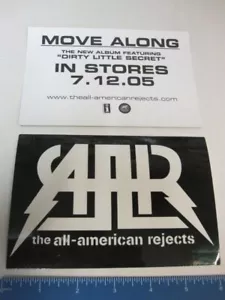 MOVE ALONG
THE NEW ALBUM FEATURING
"DIRTY LITTLE SECRET"
IN STORES
7.12.05
www.theall-americanrejects.com
AAR
the all-american rejects